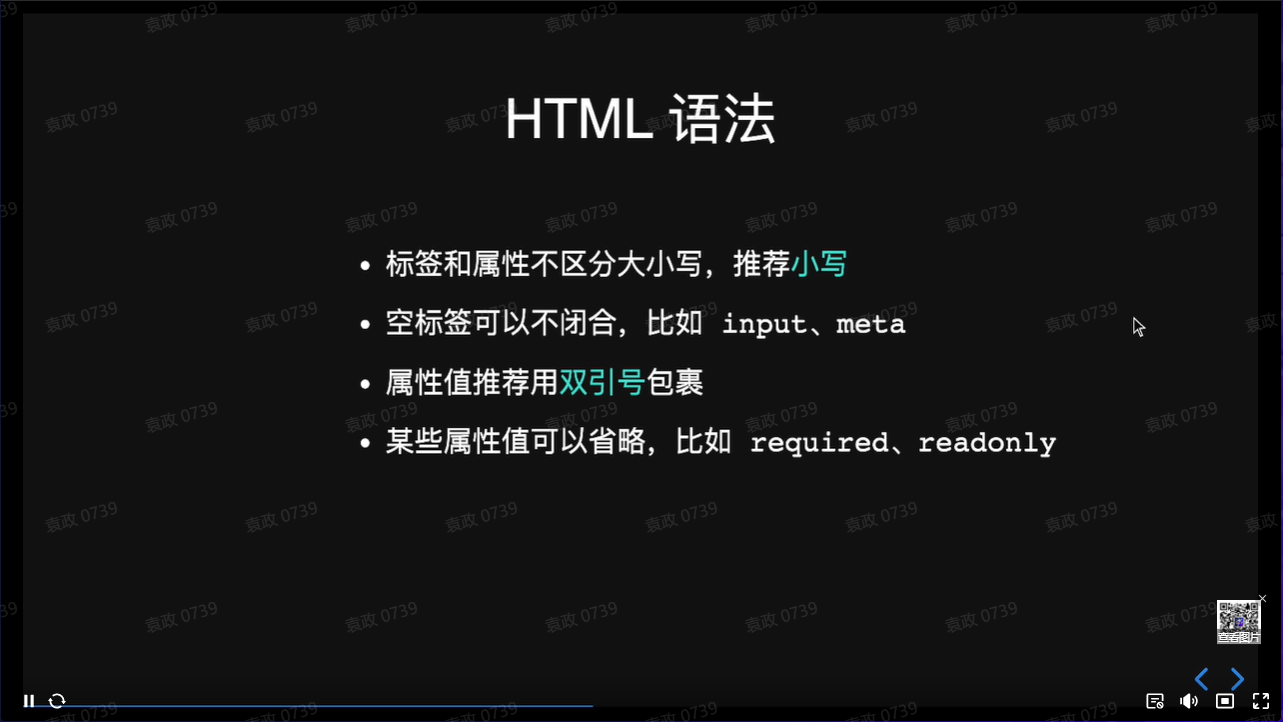 袁政 0739
HTML 语法
• 标签和属性不区分大小写，推荐小写
• 空标签可以不闭合，比如 input、meta
• 属性值推荐用双引号包裹
• 某些属性值可以省略，比如 required、readonly
查看图片